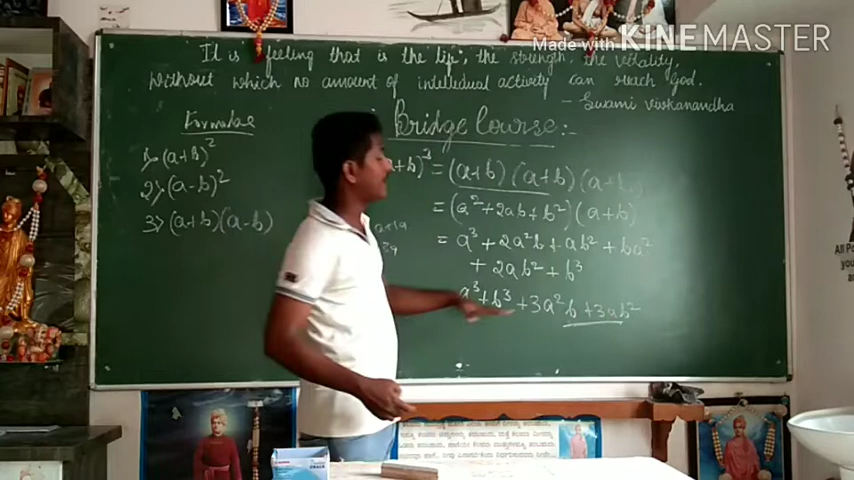 Made with KINEMASTER
It is feeling that is the "life", the strength, the vitality,
without which no amount of intelledual activity can reach God.
- Swami vivekanandha
Formulae
Bridge Course:-
1> (a+b)²
2> (a-b)²
3> (a+b)(a-b)
a+b)³ = (a+b)(a+b)(a+b)
= (a²+2ab+b²)(a+b)
= a³+2a²b+ab²+ba²
+2ab²+b³
a³+b³+3a²b+3ab²